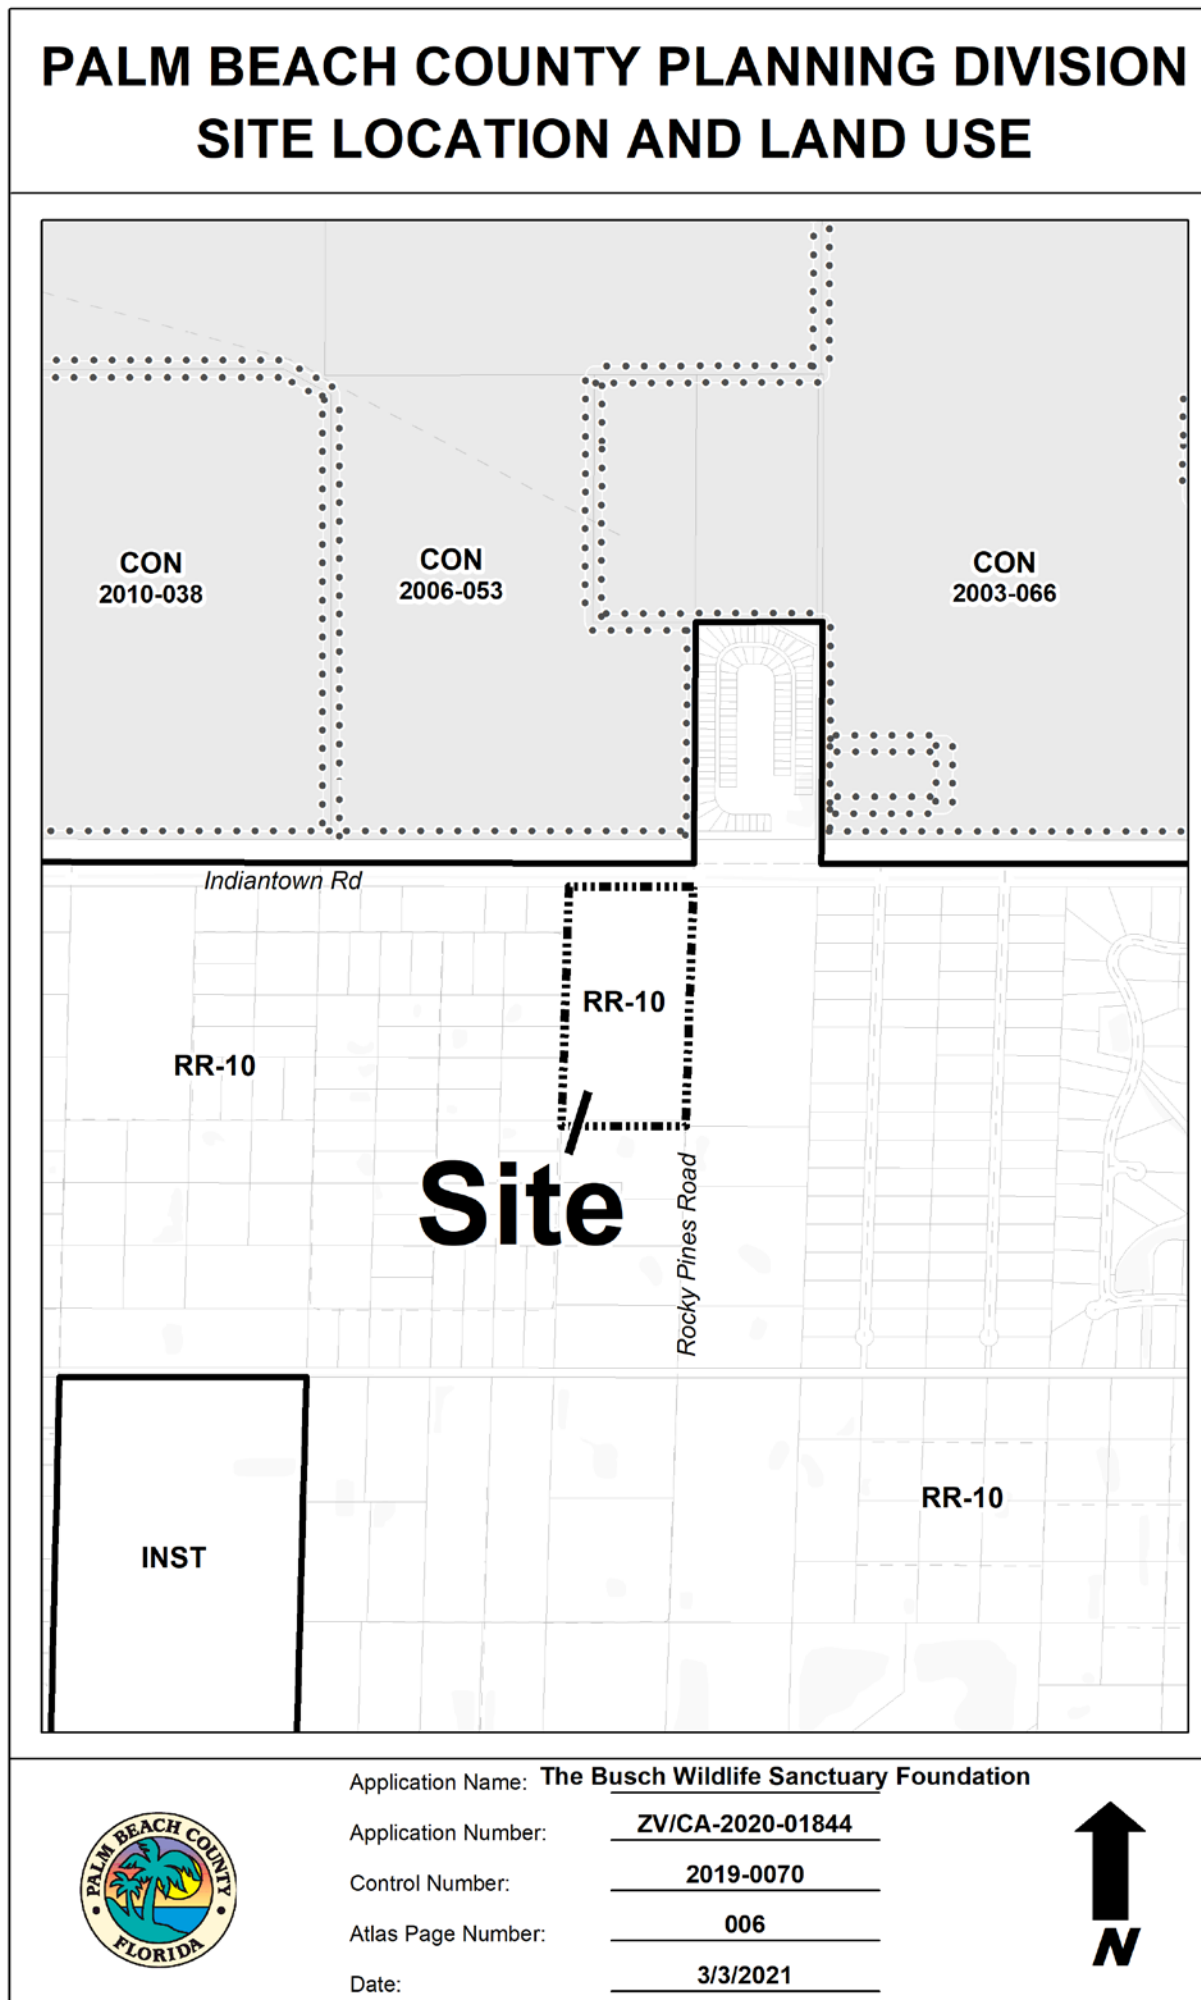 PALM BEACH COUNTY PLANNING DIVISION
SITE LOCATION AND LAND USE
CON
2010-038
CON
2006-053
CON
2003-066
Indiantown Rd
RR-10
RR-10
Site
Rocky Pines Road
INST
RR-10
Application Name: The Busch Wildlife Sanctuary Foundation
Application Number: ZV/CA-2020-01844
Control Number: 2019-0070
Atlas Page Number: 006
Date: 3/3/2021
PALM BEACH COUNTY
FLORIDA
N